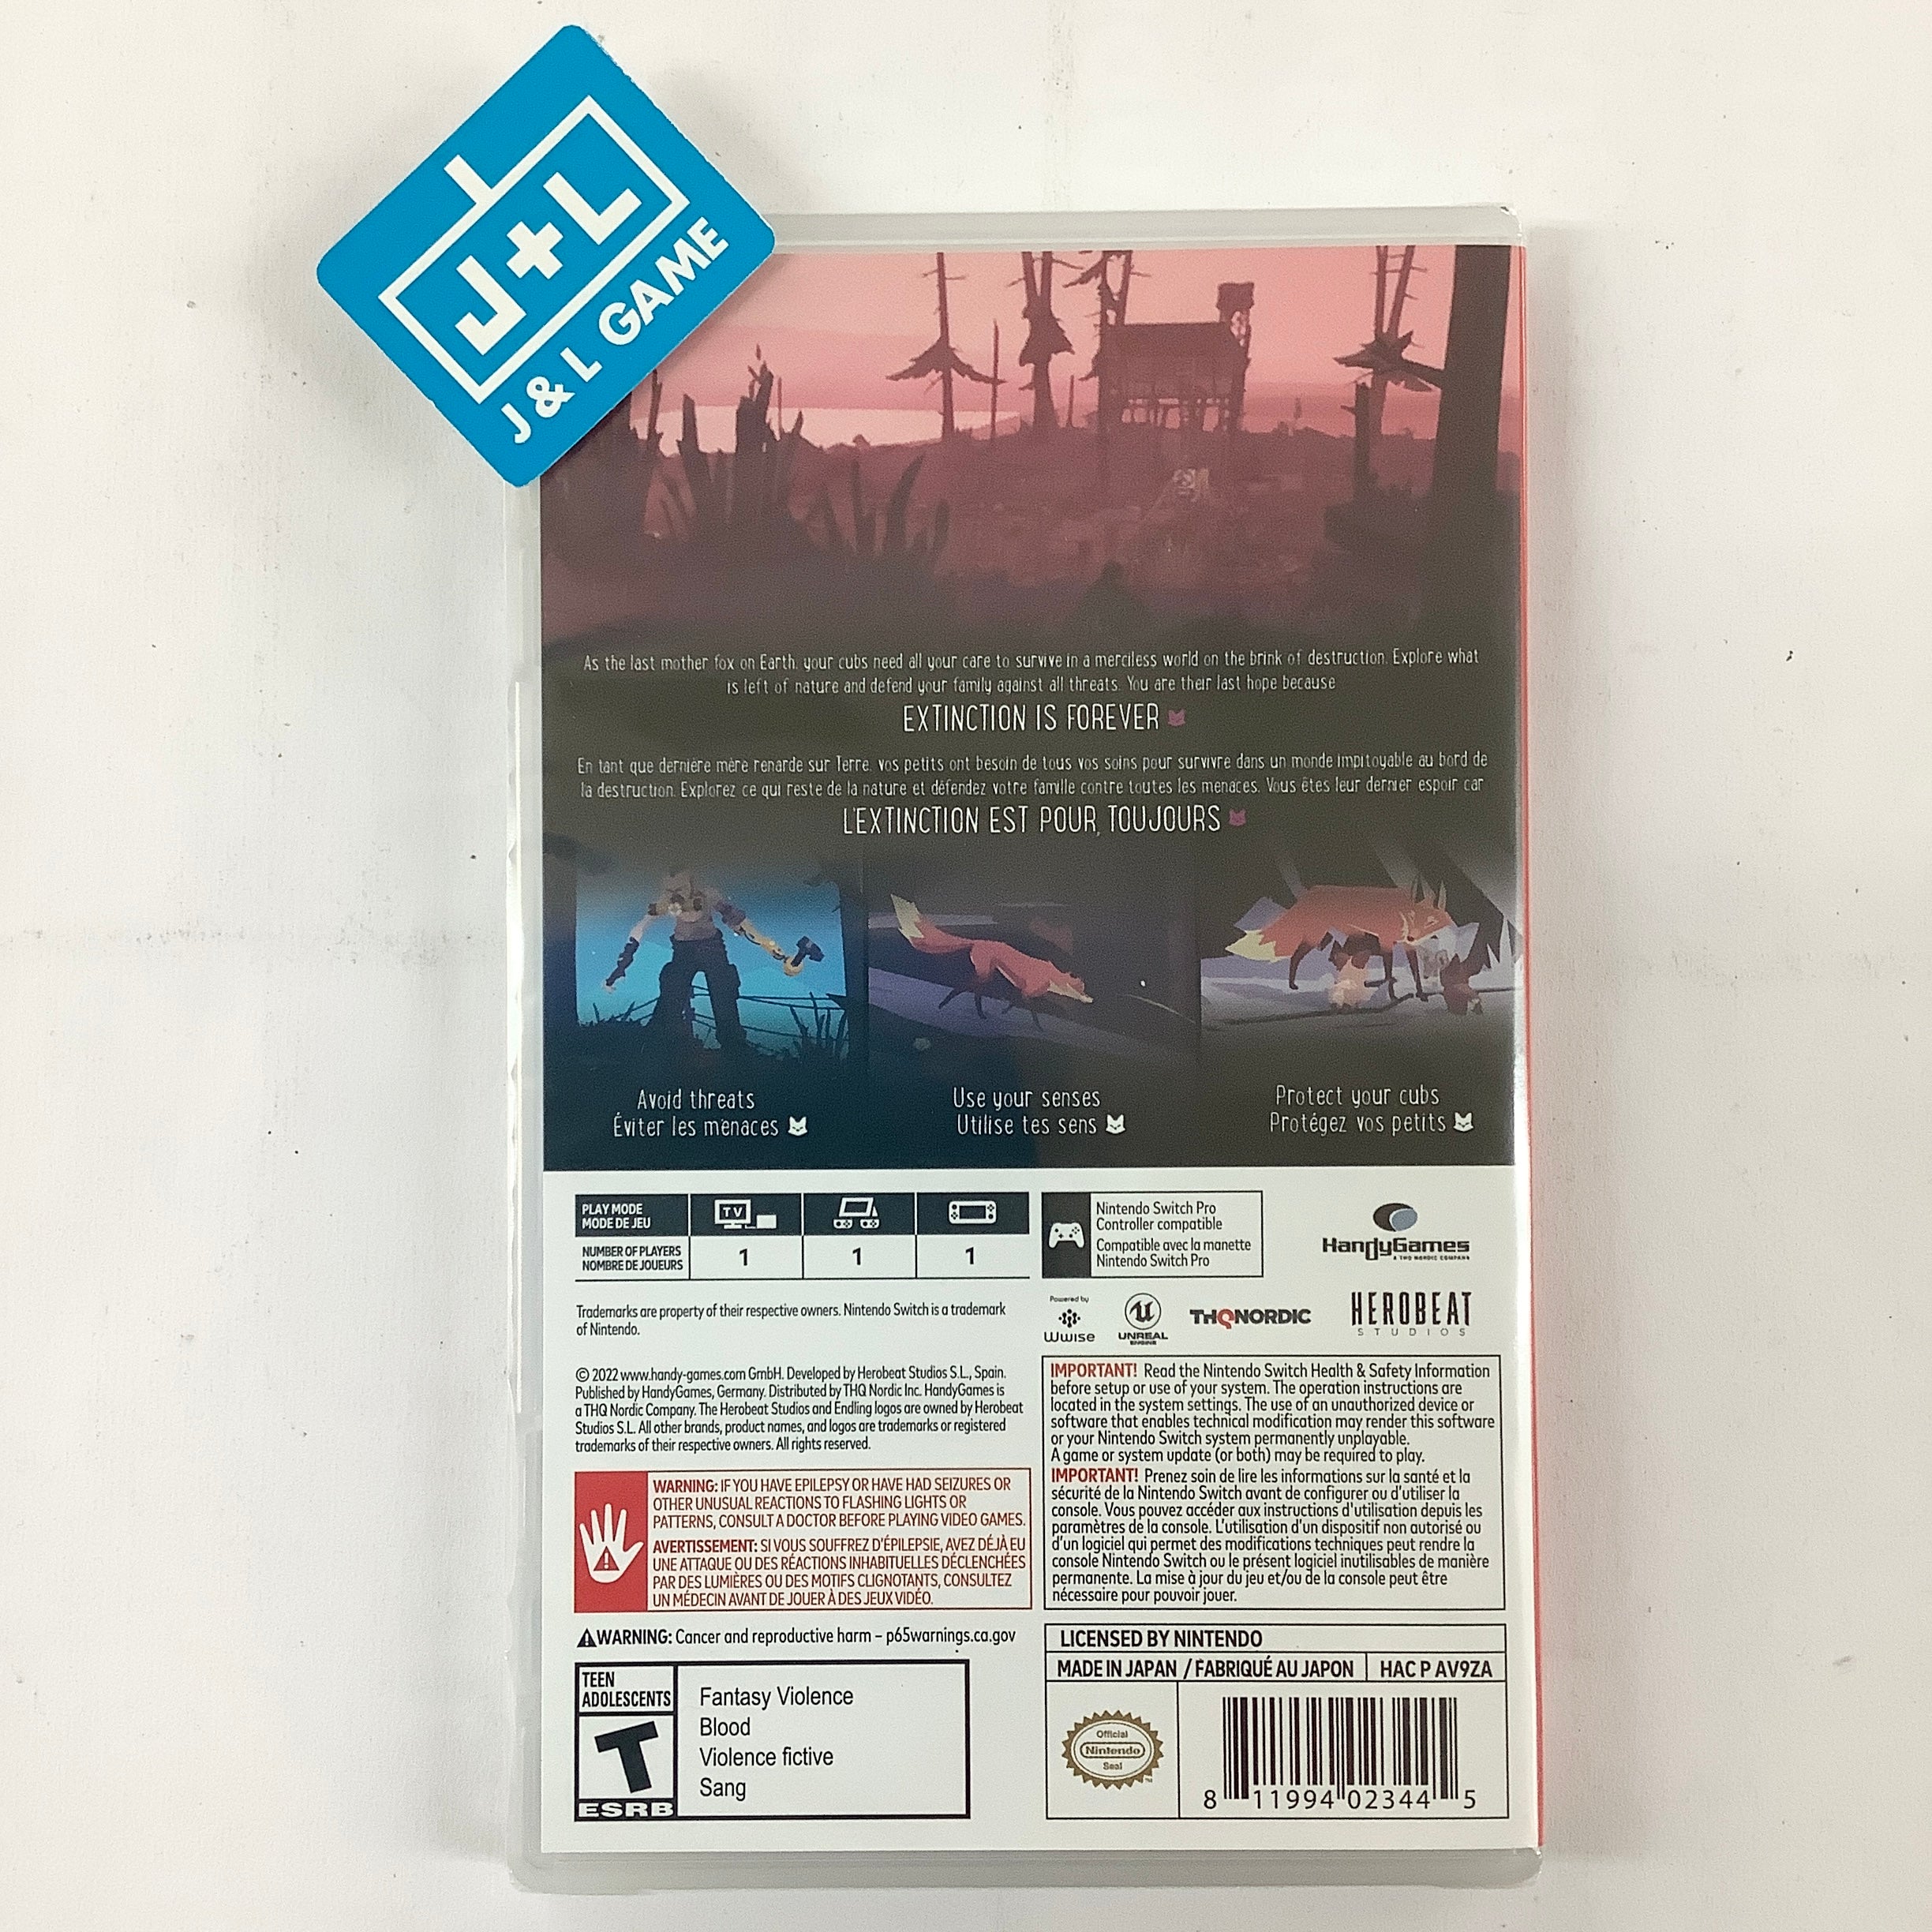 J+L
J & L GAME
As the last mother fox on Earth, your cubs need all your care to survive in a merciless world on the brink of destruction. Explore what
is left of nature and defend your family against all threats. You are their last hope because
EXTINCTION IS FOREVER
En tant que dernière mère renarde sur Terre, vos petits ont besoin de tous vos soins pour survivre dans un monde impitoyable au bord de
la destruction. Explorez ce qui reste de la nature et défendez votre famille contre toutes les menaces. Vous êtes leur dernier espoir car
L'EXTINCTION EST POUR TOUJOURS
Avoid threats
Éviter les menaces
Use your senses
Utilise tes sens
Protect your cubs
Protégez vos petits
PLAY MODE
MODE DE JEU
TV
NUMBER OF PLAYERS
NOMBRE DE JOUEURS
1 1 1
Nintendo Switch Pro
Controller compatible
Compatible avec la manette
Nintendo Switch Pro
HandyGames
A THQ NORDIC COMPANY
Trademarks are property of their respective owners. Nintendo Switch is a trademark
of Nintendo.
Powered by
Wwise
UNREAL
ENGINE
THQNORDIC
HEROBEAT
STUDIOS
© 2022 www.handy-games.com GmbH. Developed by Herobeat Studios S.L., Spain.
Published by HandyGames, Germany. Distributed by THQ Nordic Inc. HandyGames is
a THQ Nordic Company. The Herobeat Studios and Endling logos are owned by Herobeat
Studios S.L. All other brands, product names, and logos are trademarks or registered
trademarks of their respective owners. All rights reserved.
WARNING: IF YOU HAVE EPILEPSY OR HAVE HAD SEIZURES OR
OTHER UNUSUAL REACTIONS TO FLASHING LIGHTS OR
PATTERNS, CONSULT A DOCTOR BEFORE PLAYING VIDEO GAMES.
AVERTISSEMENT: SI VOUS SOUFFREZ D'ÉPILEPSIE, AVEZ DÉJÀ EU
UNE ATTAQUE OU DES RÉACTIONS INHABITUELLES DÉCLENCHÉES
PAR DES LUMIÈRES OU DES MOTIFS CLIGNOTANTS, CONSULTEZ
UN MÉDECIN AVANT DE JOUER À DES JEUX VIDÉO.
WARNING: Cancer and reproductive harm – p65warnings.ca.gov
TEEN
ADOLESCENTS
T
ESRB
Fantasy Violence
Blood
Violence fictive
Sang
IMPORTANT! Read the Nintendo Switch Health & Safety Information
before setup or use of your system. The operation instructions are
located in the system settings. The use of an unauthorized device or
software that enables technical modification may render this software
or your Nintendo Switch system permanently unplayable.
A game or system update (or both) may be required to play.
IMPORTANT! Prenez soin de lire les informations sur la santé et la
sécurité de la Nintendo Switch avant de configurer ou d'utiliser la
console. Vous pouvez accéder aux instructions d'utilisation depuis les
paramètres de la console. L'utilisation d'un dispositif non autorisé ou
d'un logiciel qui permet des modifications techniques peut rendre la
console Nintendo Switch ou le présent logiciel inutilisables de manière
permanente. La mise à jour du jeu et/ou de la console peut être
nécessaire pour pouvoir jouer.
LICENSED BY NINTENDO
MADE IN JAPAN / FABRIQUÉ AU JAPON HAC P AV9ZA
Official
Nintendo
Seal
TM
8 11994 02344 5